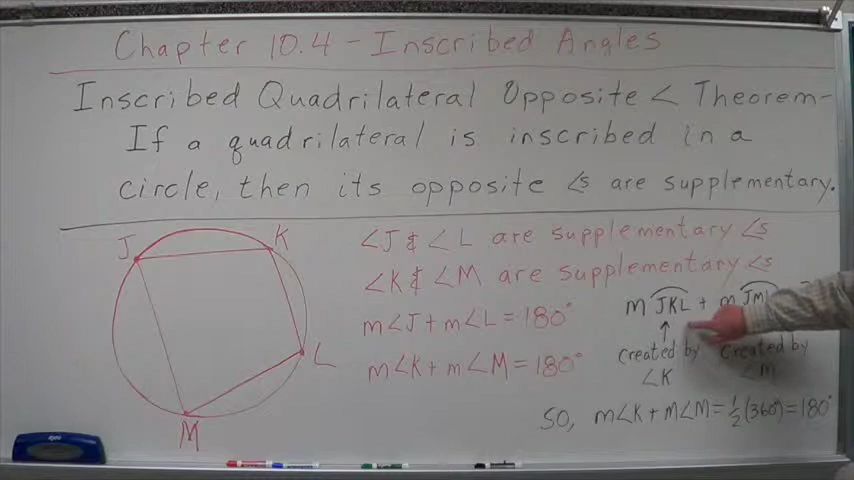 Chapter 10.4 - Inscribed Angles
Inscribed Quadrilateral Opposite < Theorem-
If a quadrilateral is inscribed in a
circle, then its opposite ∠s are supplementary.
J
K
L
M
∠J & ∠L are supplementary ∠s
∠K & ∠M are supplementary ∠s
m∠J + m∠L = 180°
m∠K + m∠M = 180°
m JKL + m JML
created by created by
∠K ∠M
SO, m∠K + m∠M = 1/2 (360°) = 180°